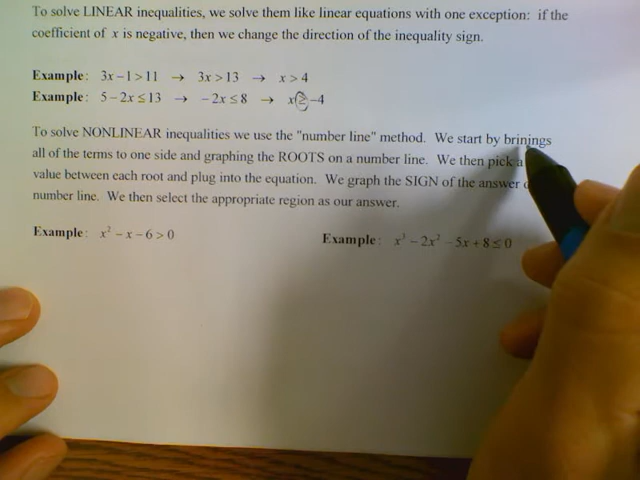 To solve LINEAR inequalities, we solve them like linear equations with one exception: if the
coefficient of x is negative, then we change the direction of the inequality sign.
Example: 3x−1>11 → 3x>13 → x>4
Example: 5−2x≤13 → −2x≤8 → x≥−4
To solve NONLINEAR inequalities we use the "number line" method. We start by brinings
all of the terms to one side and graphing the ROOTS on a number line. We then pick a
value between each root and plug into the equation. We graph the SIGN of the answer
number line. We then select the appropriate region as our answer.
Example: x²−x−6>0 Example: x³−2x²−5x+8≤0